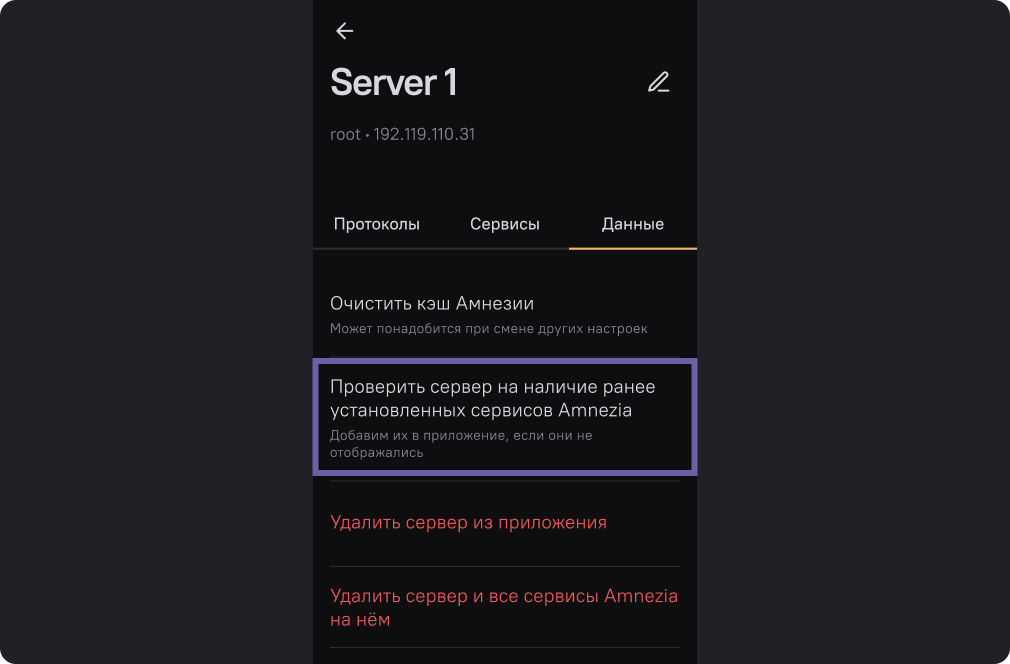 Server 1
root • 192.119.110.31
Протоколы Сервисы Данные
Очистить кэш Амнезии
Может понадобится при смене других настроек
Проверить сервер на наличие ранее
установленных сервисов Amnezia
Добавим их в приложение, если они не
отображались
Удалить сервер из приложения
Удалить сервер и все сервисы Amnezia
на нём